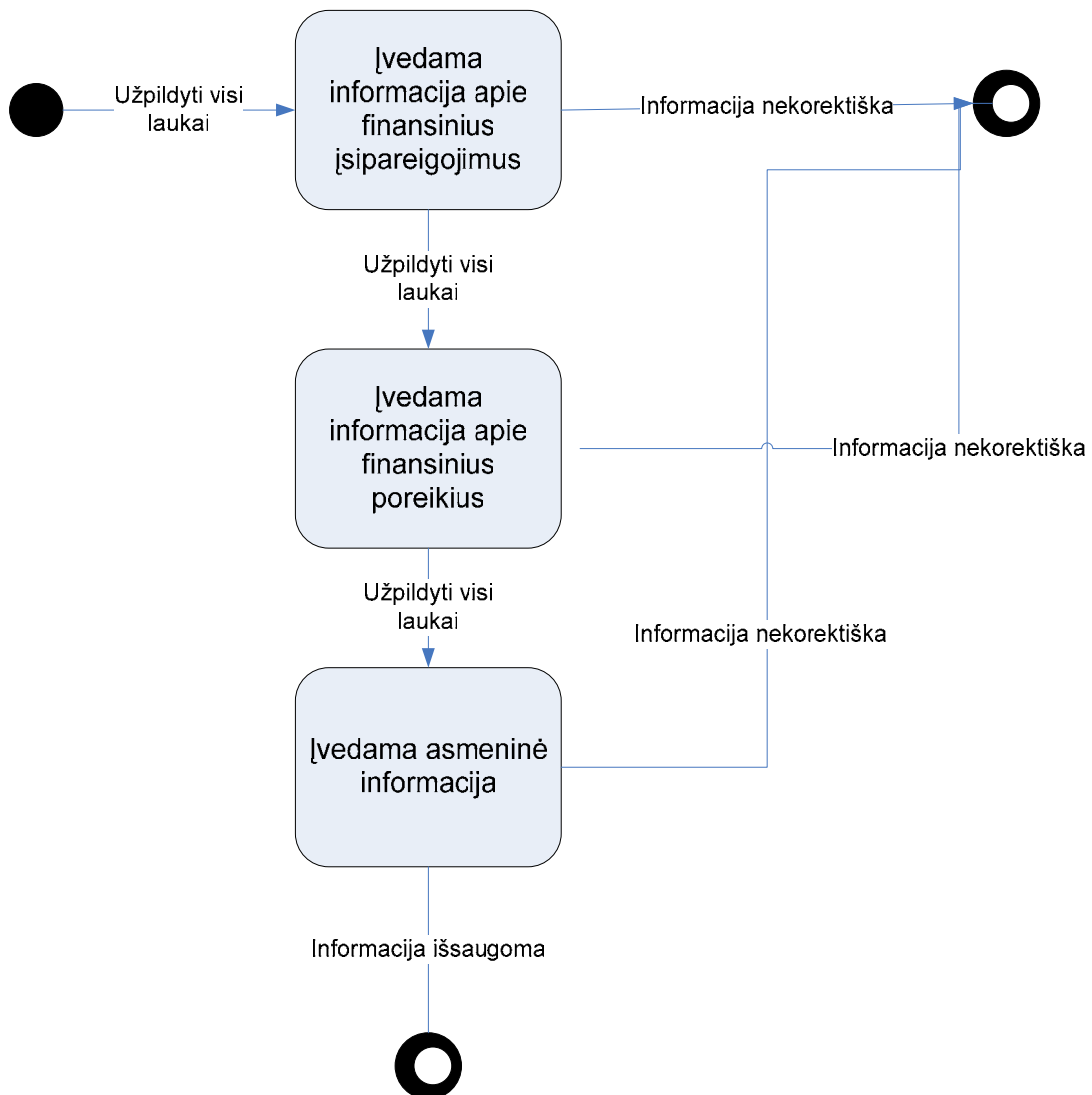 Įvedama
informacija apie
finansinius
įsipareigojimus
Užpildyti visi
laukai
Informacija nekorektiška
Užpildyti visi
laukai
Įvedama
informacija apie
finansinius
poreikius
Informacija nekorektiška
Užpildyti visi
laukai
Informacija nekorektiška
Įvedama asmeninė
informacija
Informacija išsaugoma